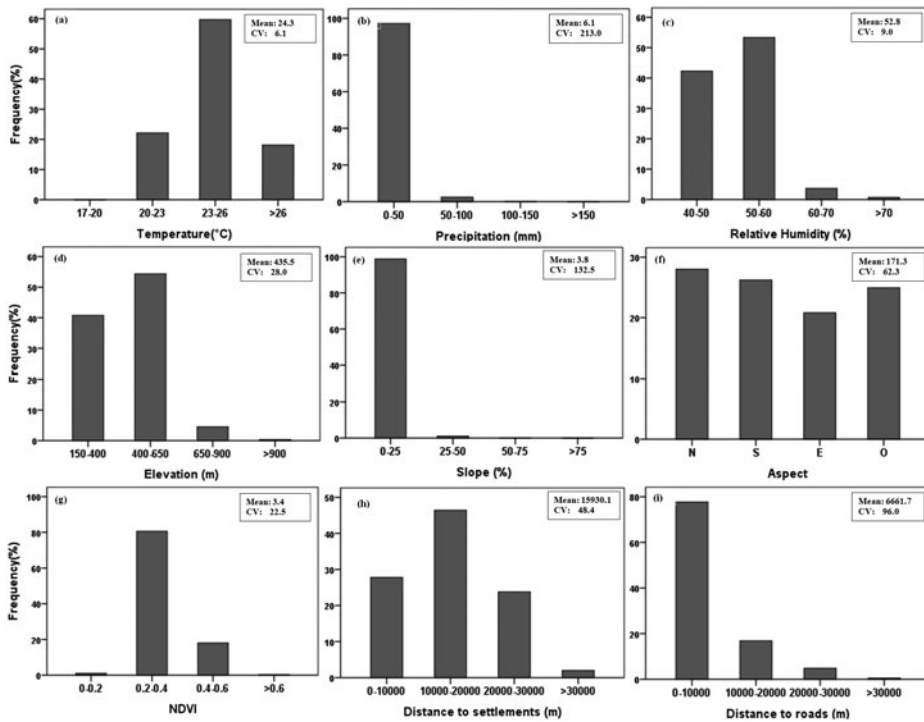 (a)
Mean: 24.3
CV: 6.1
Frequency(%)
60
50
40
30
20
10
0
17-20 20-23 23-26 >26
Temperature(°C)
(b)
Mean: 6.1
CV: 213.0
100
80
60
40
20
0
0-50 50-100 100-150 >150
Precipitation (mm)
(c)
Mean: 52.8
CV: 9.0
60
50
40
30
20
10
0
40-50 50-60 60-70 >70
Relative Humidity (%)
(d)
Mean: 435.5
CV: 28.0
Frequency(%)
60
50
40
30
20
10
0
150-400 400-650 650-900 >900
Elevation (m)
(e)
Mean: 3.8
CV: 132.5
100
80
60
40
20
0
0-25 25-50 50-75 >75
Slope (%)
(f)
Mean: 171.3
CV: 62.3
30
20
10
0
N S E O
Aspect
(g)
Mean: 3.4
CV: 22.5
Frequency(%)
100
80
60
40
20
0
0-0.2 0.2-0.4 0.4-0.6 >0.6
NDVI
(h)
Mean: 15930.1
CV: 48.4
50
40
30
20
10
0
0-10000 10000-20000 20000-30000 >30000
Distance to settlements (m)
(i)
Mean: 6661.7
CV: 96.0
80
60
40
20
0
0-10000 10000-20000 20000-30000 >30000
Distance to roads (m)